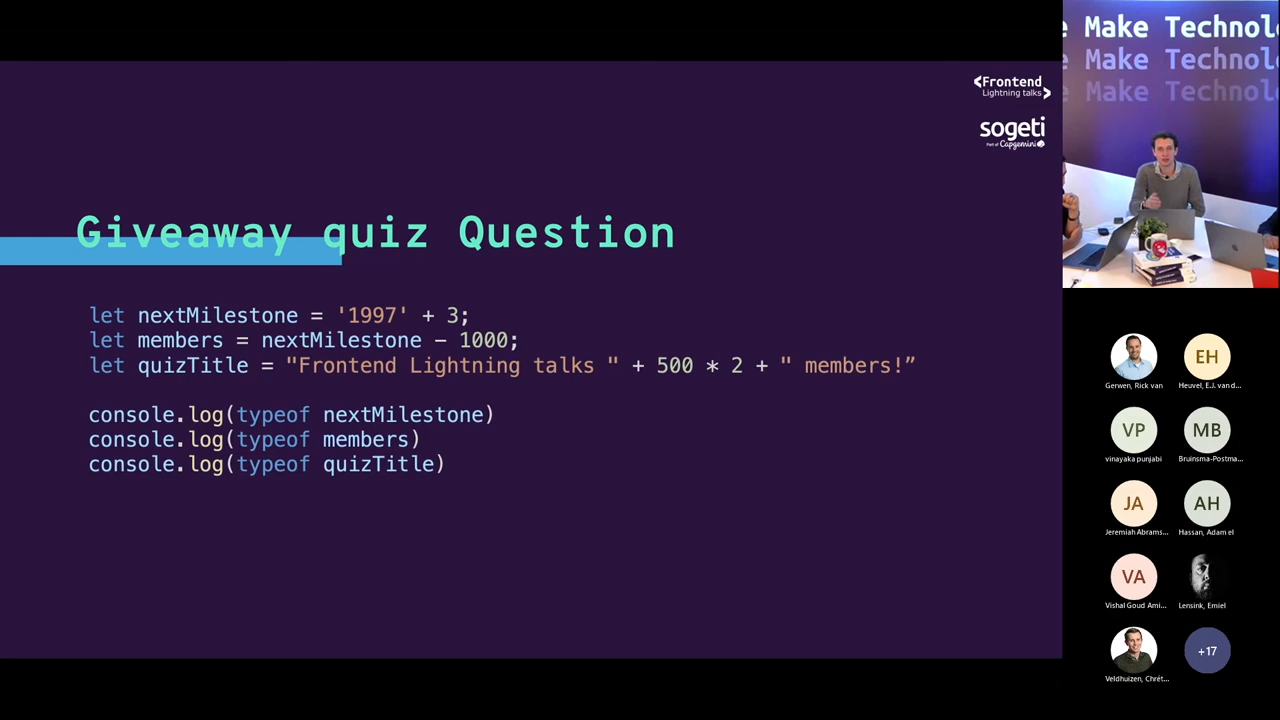 <Frontend
Lightning talks>
sogeti
Part of Capgemini
Giveaway quiz Question
let nextMilestone = '1997' + 3;
let members = nextMilestone - 1000;
let quizTitle = "Frontend Lightning talks " + 500 * 2 + " members!”
console.log(typeof nextMilestone)
console.log(typeof members)
console.log(typeof quizTitle)
e Make Technol
e Make Technol
e Make Technol
Gerwen, Rick van
EH
Heuvel, E.J. van d...
VP
vinayaka punjabi
MB
Bruinsma-Postma...
JA
Jeremiah Abrams...
AH
Hassan, Adam el
VA
Vishal Goud Ami...
Lensink, Emiel
Veldhuizen, Chrét...
+17